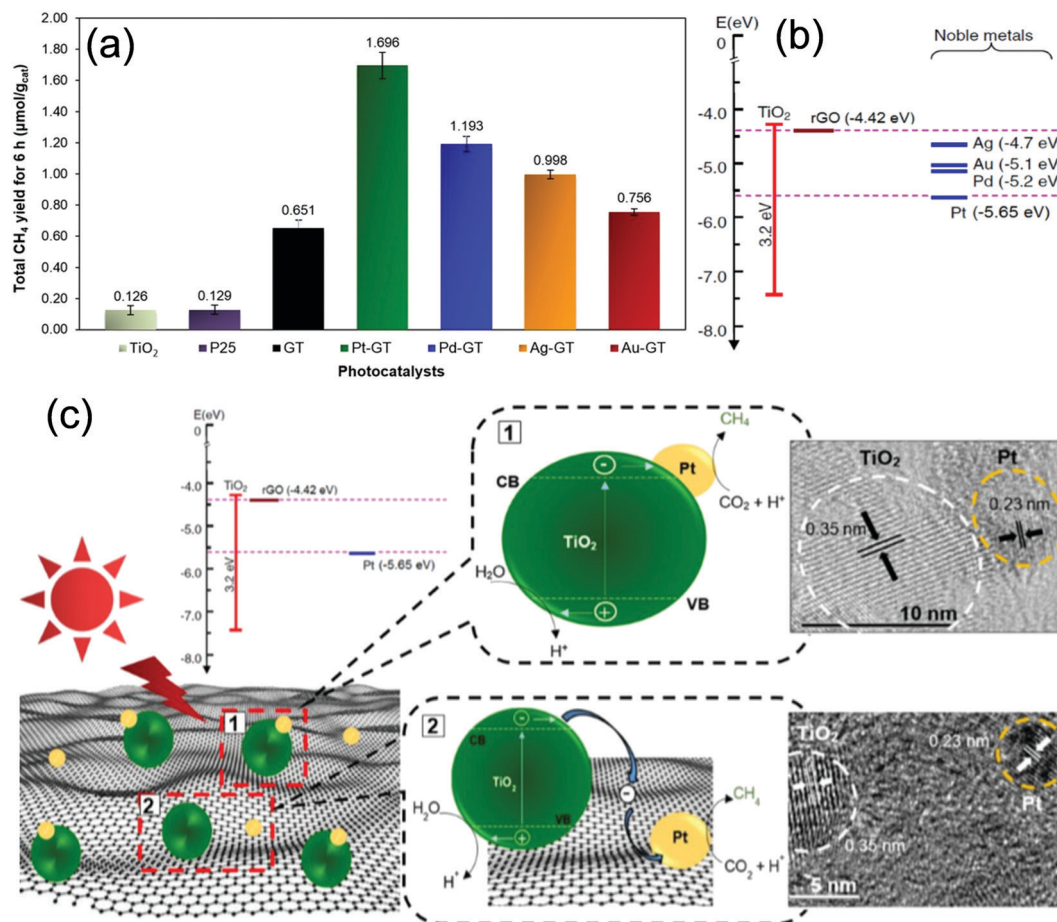 (a)
Total CH₄ yield for 6 h (μmol/g_cat)
2.00
1.80
1.60
1.40
1.20
1.00
0.80
0.60
0.40
0.20
0.00
0.126
0.129
0.651
1.696
1.193
0.998
0.756
TiO₂ P25 GT Pt-GT Pd-GT Ag-GT Au-GT
Photocatalysts
(b)
E(eV)
0
-4.0
-5.0
-6.0
-7.0
-8.0
TiO₂
3.2 eV
rGO (-4.42 eV)
Noble metals
Ag (-4.7 eV
Au (-5.1 eV
Pd (-5.2 eV
Pt (-5.65 eV)
(c)
E(eV)
0
-4.0
-5.0
-6.0
-7.0
-8.0
TiO₂
3.2 eV
rGO (-4.42 eV)
Pt (-5.65 eV)
1
2
1
CH₄
Pt
CB
CO₂ + H⁺
TiO₂
H₂O
VB
H⁺
TiO₂
Pt
0.35 nm
0.23 nm
10 nm
2
CB
TiO₂
VB
H₂O
H⁺
CH₄
Pt
CO₂ + H⁺
TiO₂
0.23 nm
Pt
0.35 nm
5 nm